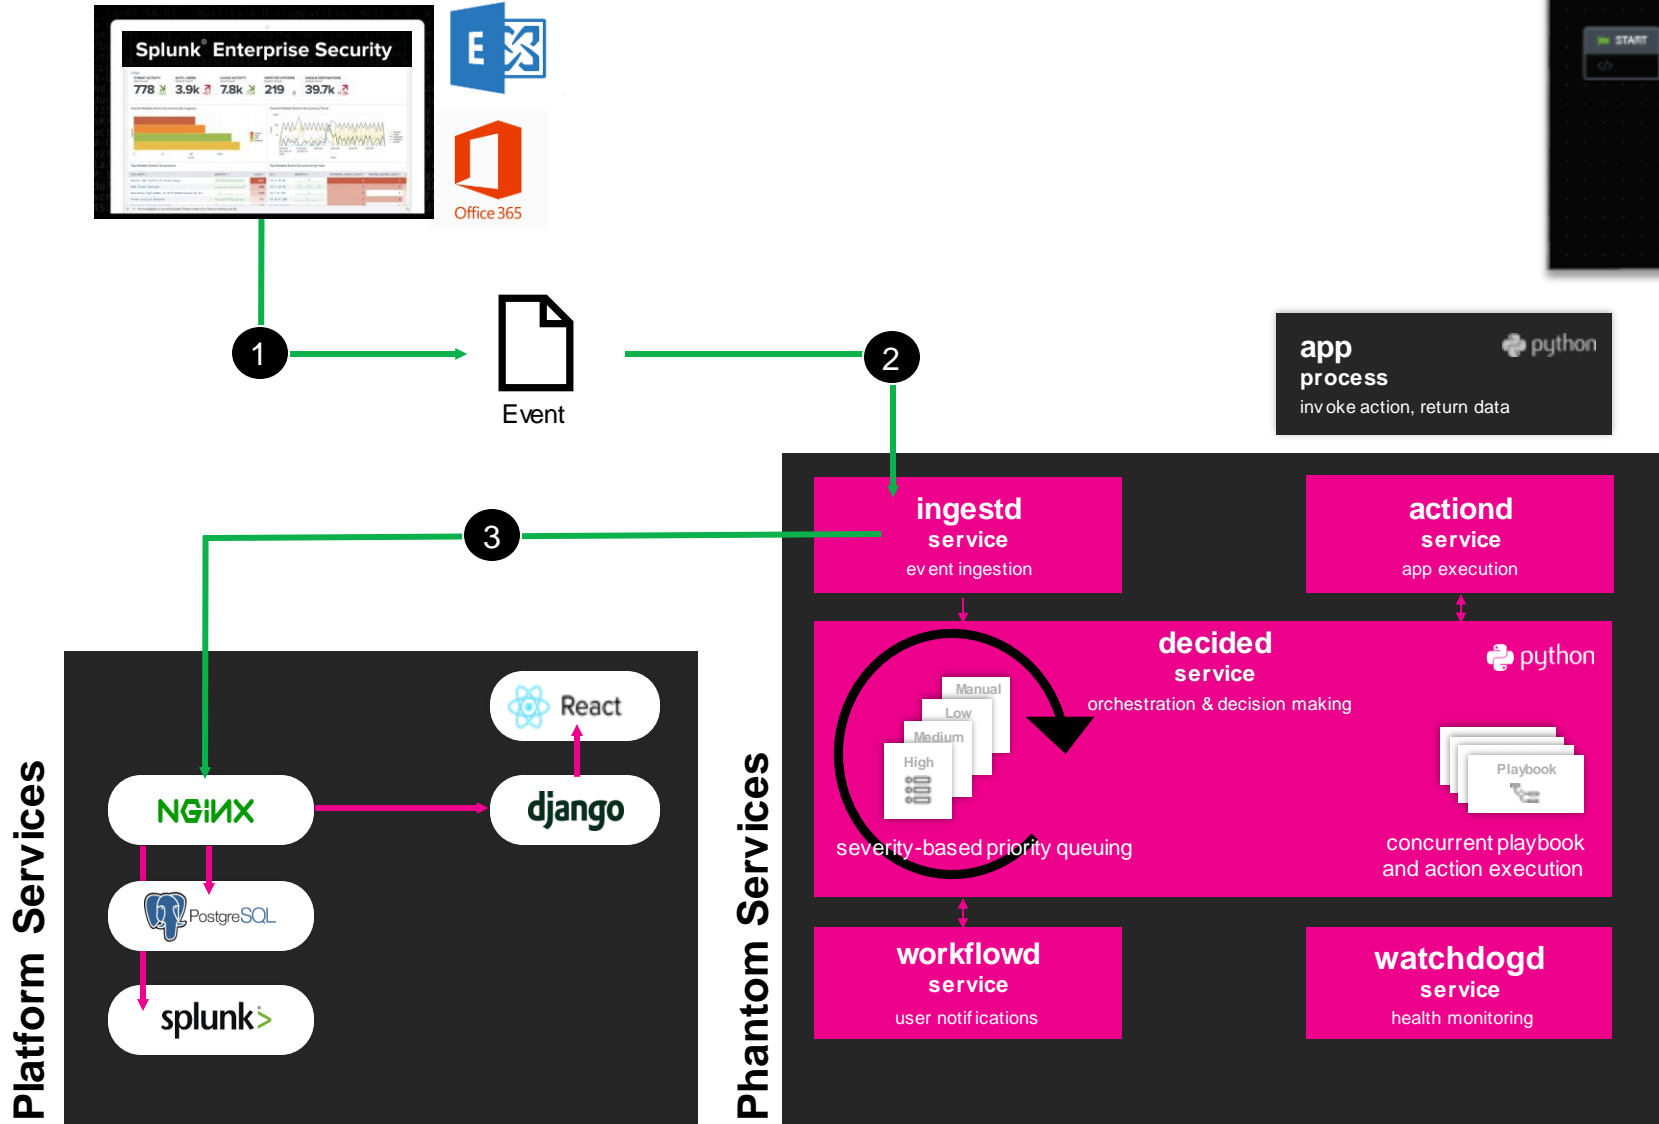 Splunk® Enterprise Security
THREAT ACTIVITY
778
3.9k
7.8k
219
39.7k
E
Office 365
START
</>
1
Event
2
app
process
invoke action, return data
python
3
ingestd
service
event ingestion
actiond
service
app execution
decided
service
orchestration & decision making
python
Manual
Low
Medium
High
severity-based priority queuing
Playbook
concurrent playbook
and action execution
workflowd
service
user notifications
watchdogd
service
health monitoring
Phantom Services
Platform Services
React
NGiNX
django
PostgreSQL
splunk>